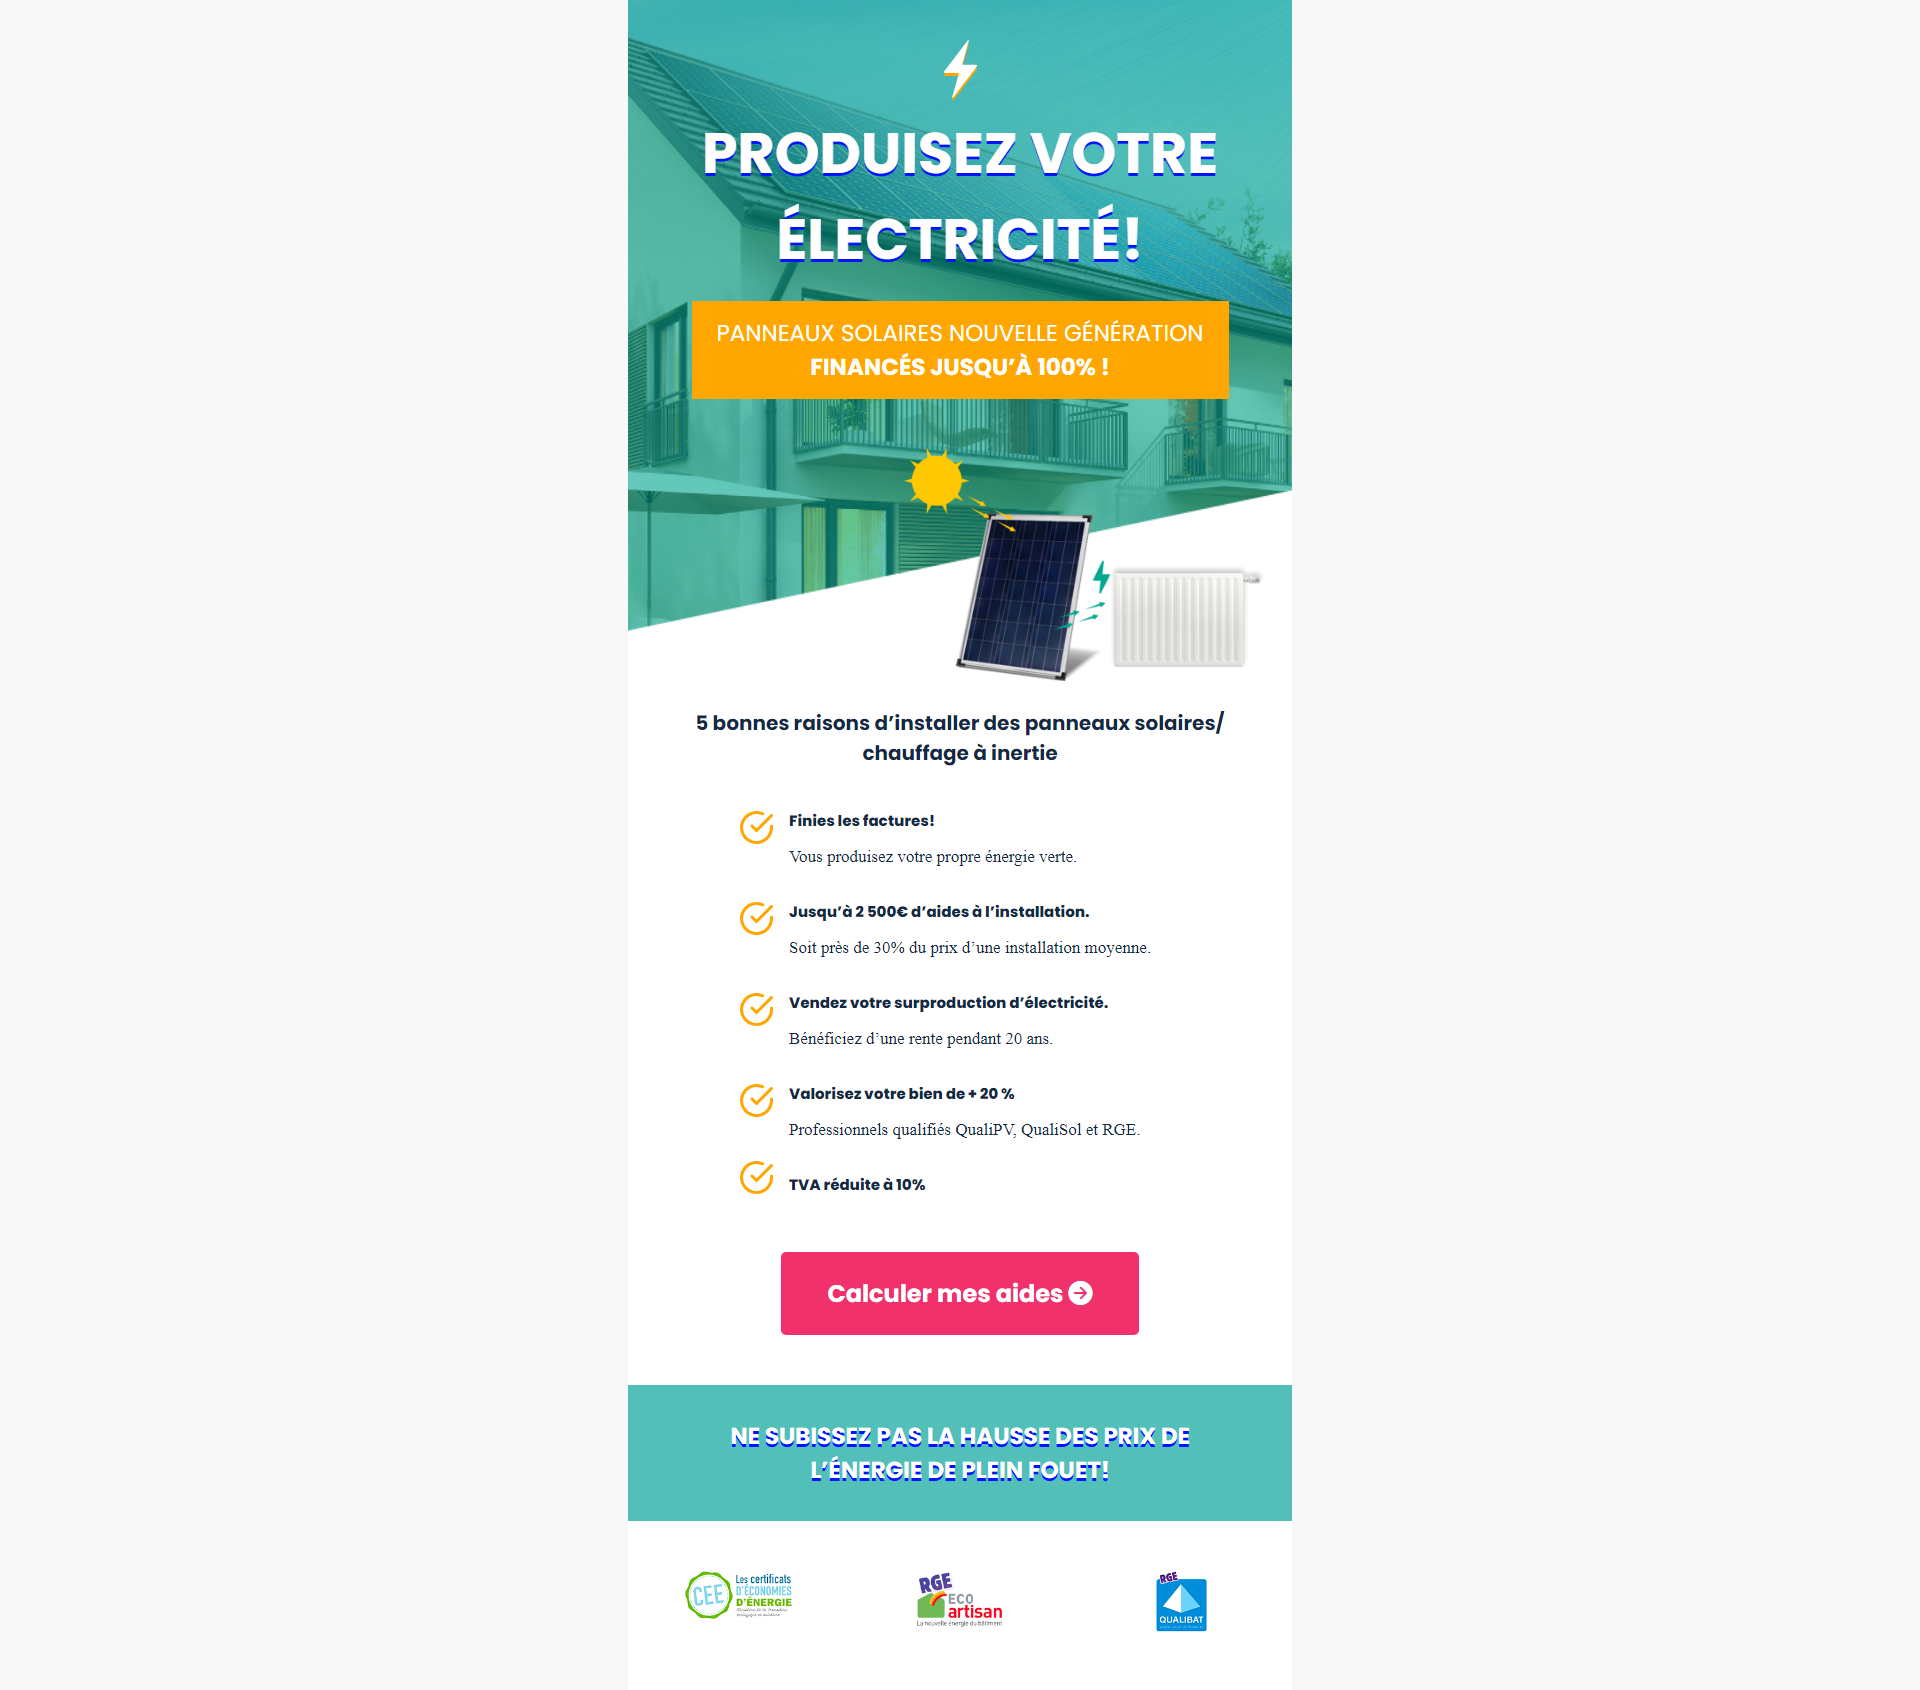 PRODUISEZ VOTRE
ÉLECTRICITÉ!
PANNEAUX SOLAIRES NOUVELLE GÉNÉRATION
FINANCÉS JUSQU’À 100% !
5 bonnes raisons d’installer des panneaux solaires/
chauffage à inertie
Finies les factures!
Vous produisez votre propre énergie verte.
Jusqu’à 2 500€ d’aides à l’installation.
Soit près de 30% du prix d’une installation moyenne.
Vendez votre surproduction d’électricité.
Bénéficiez d’une rente pendant 20 ans.
Valorisez votre bien de + 20 %
Professionnels qualifiés QualiPV, QualiSol et RGE.
TVA réduite à 10%
Calculer mes aides
NE SUBISSEZ PAS LA HAUSSE DES PRIX DE
L’ÉNERGIE DE PLEIN FOUET!
CEE
Les certificats
D'ÉCONOMIES
D'ÉNERGIE
RGE
ECO
artisan
La nouvelle énergie du bâtiment
RGE
QUALIBAT